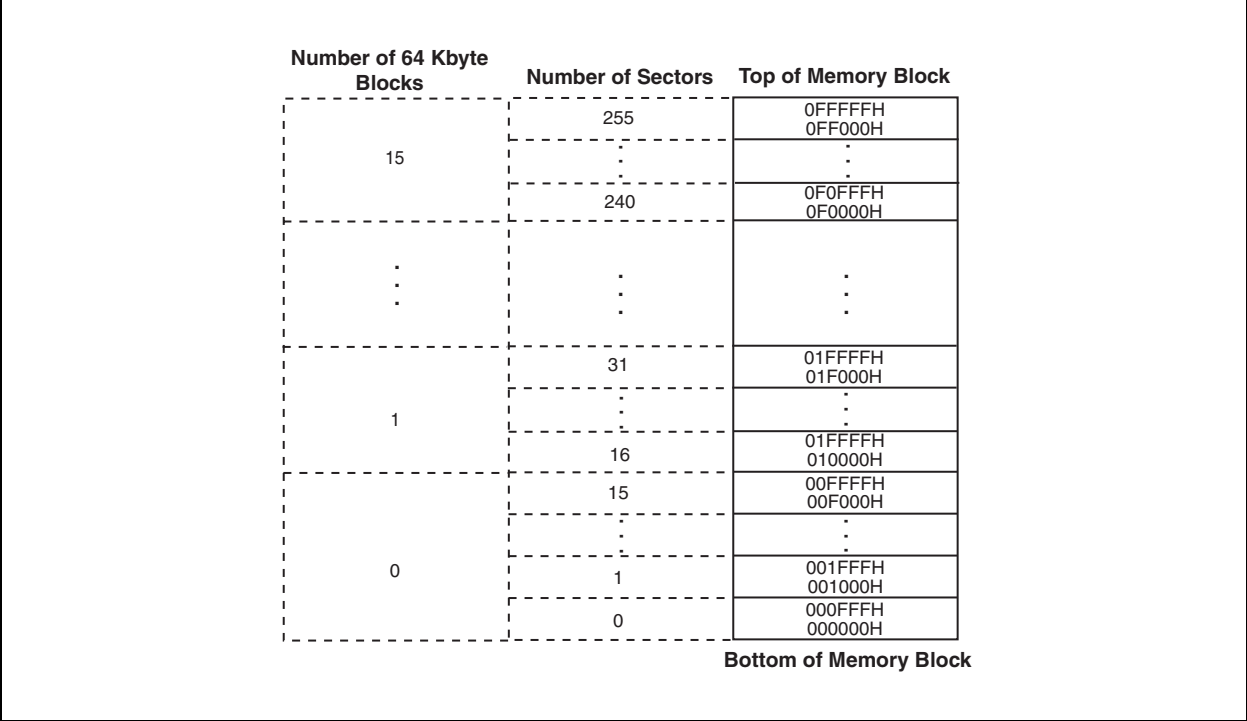 Number of 64 Kbyte
Blocks
Number of Sectors
Top of Memory Block
15
255
0FFFFFH
0FF000H
240
0F0FFFH
0F0000H
1
31
01FFFFH
01F000H
16
01FFFFH
010000H
0
15
00FFFFH
00F000H
1
001FFFH
001000H
0
000FFFH
000000H
Bottom of Memory Block